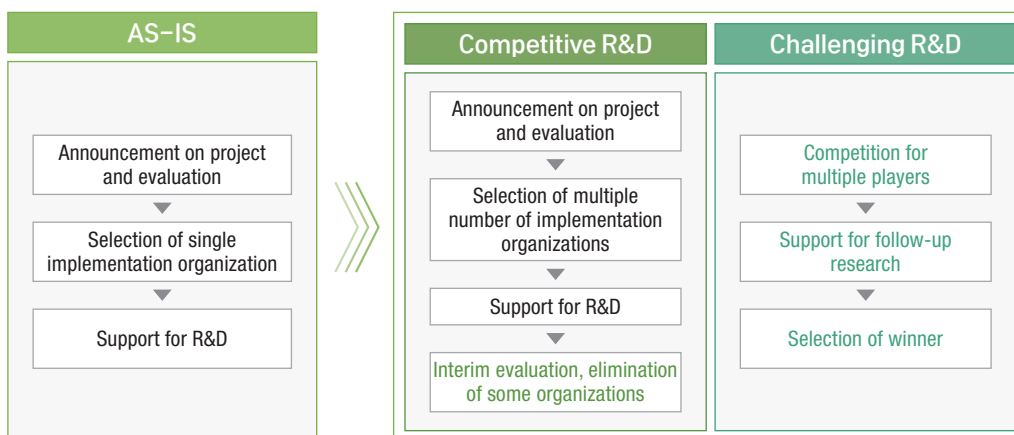 AS-IS
Announcement on project
and evaluation
Selection of single
implementation organization
Support for R&D
Competitive R&D
Announcement on project
and evaluation
Selection of multiple
number of implementation
organizations
Support for R&D
Interim evaluation, elimination
of some organizations
Challenging R&D
Competition for
multiple players
Support for follow-up
research
Selection of winner